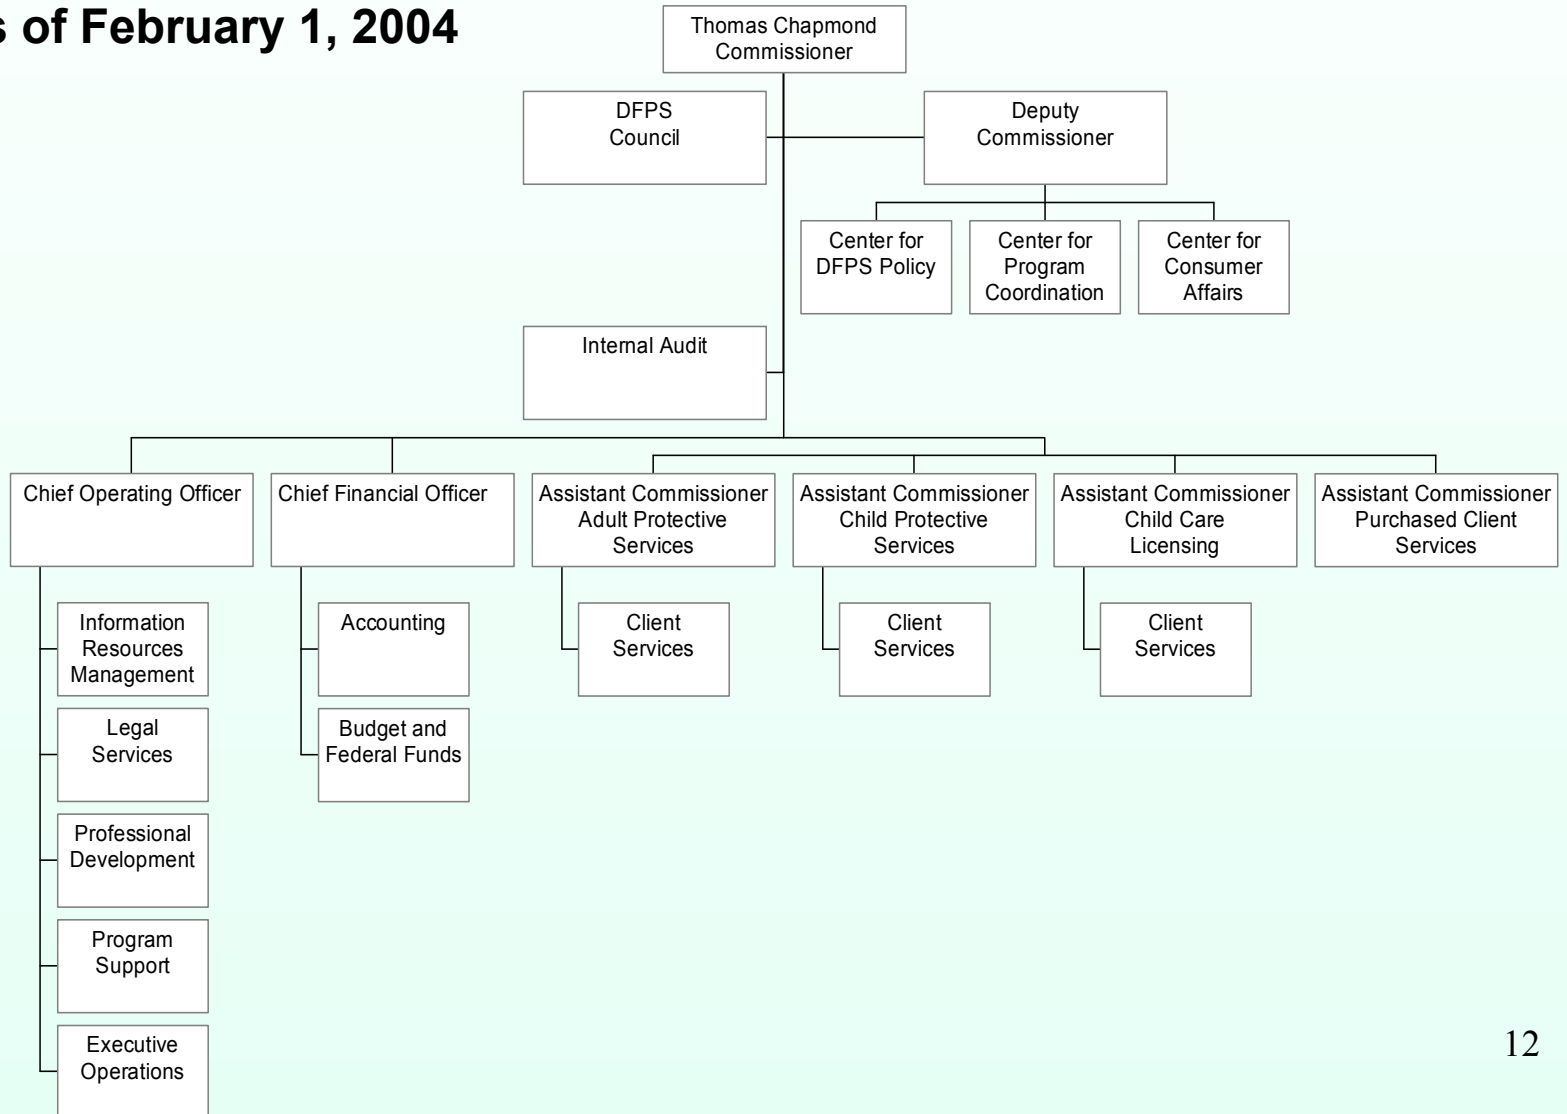 s of February 1, 2004
Thomas Chapmond
Commissioner
DFPS
Council
Deputy
Commissioner
Center for
DFPS Policy
Center for
Program
Coordination
Center for
Consumer
Affairs
Internal Audit
Chief Operating Officer
Chief Financial Officer
Assistant Commissioner
Adult Protective
Services
Assistant Commissioner
Child Protective
Services
Assistant Commissioner
Child Care
Licensing
Assistant Commissioner
Purchased Client
Services
Information
Resources
Management
Legal
Services
Professional
Development
Program
Support
Executive
Operations
Accounting
Budget and
Federal Funds
Client
Services
Client
Services
Client
Services
12